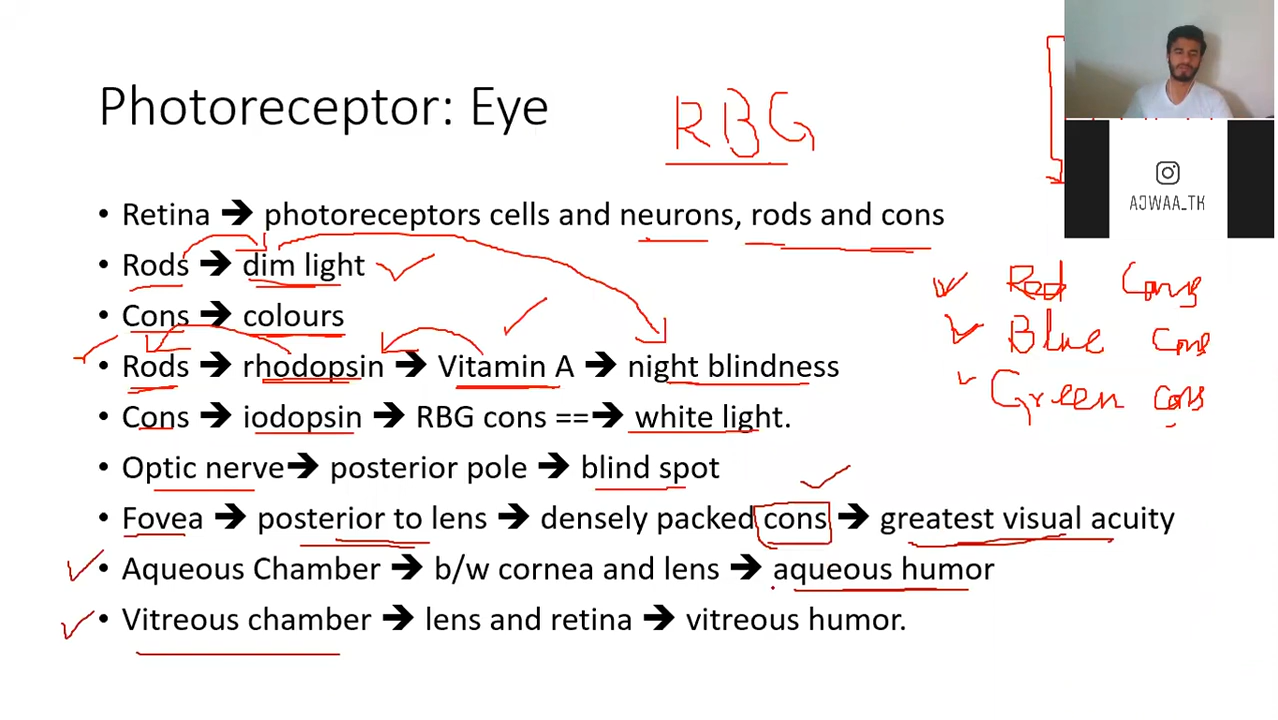 Photoreceptor: Eye
RBG
AJWAA_TK
• Retina → photoreceptors cells and neurons, rods and cons
• Rods → dim light
• Cons → colours
• Rods → rhodopsin → Vitamin A → night blindness
• Cons → iodopsin → RBG cons ==→ white light.
• Optic nerve→ posterior pole → blind spot
• Fovea → posterior to lens → densely packed cons → greatest visual acuity
• Aqueous Chamber → b/w cornea and lens → aqueous humor
• Vitreous chamber → lens and retina → vitreous humor.
Red Cons
Blue Cons
Green cons